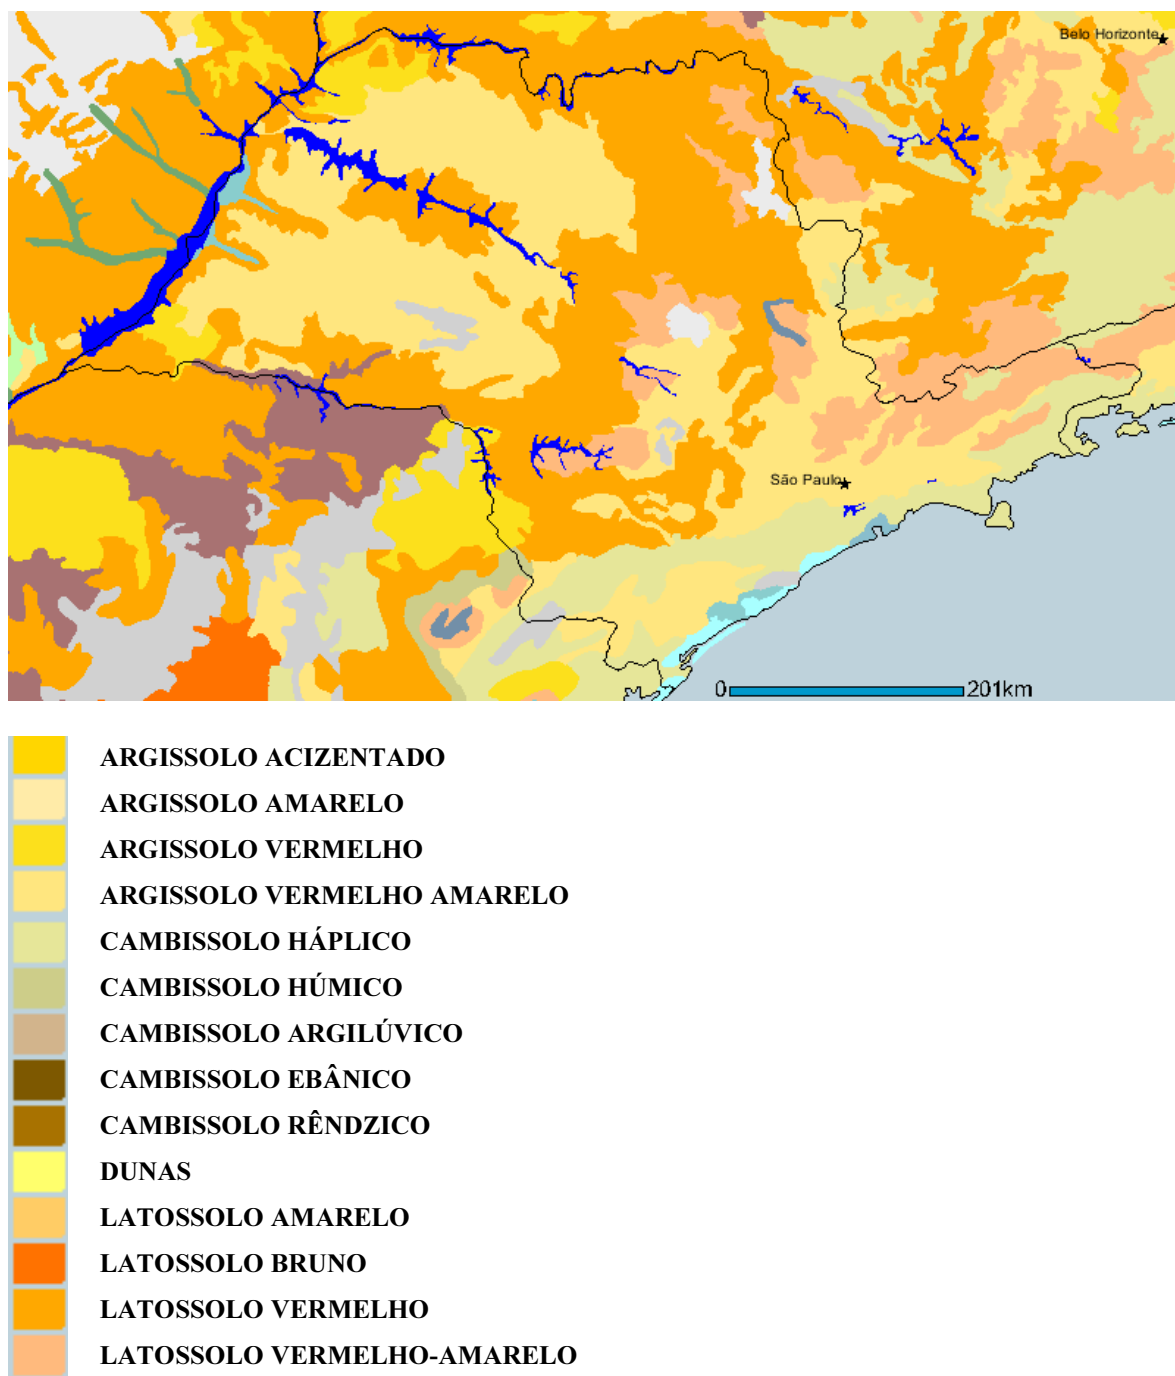 Belo Horizonte
São Paulo
0 201km
ARGISSOLO ACIZENTADO
ARGISSOLO AMARELO
ARGISSOLO VERMELHO
ARGISSOLO VERMELHO AMARELO
CAMBISSOLO HÁPLICO
CAMBISSOLO HÚMICO
CAMBISSOLO ARGILÚVICO
CAMBISSOLO EBÂNICO
CAMBISSOLO RÊNDZICO
DUNAS
LATOSSOLO AMARELO
LATOSSOLO BRUNO
LATOSSOLO VERMELHO
LATOSSOLO VERMELHO-AMARELO